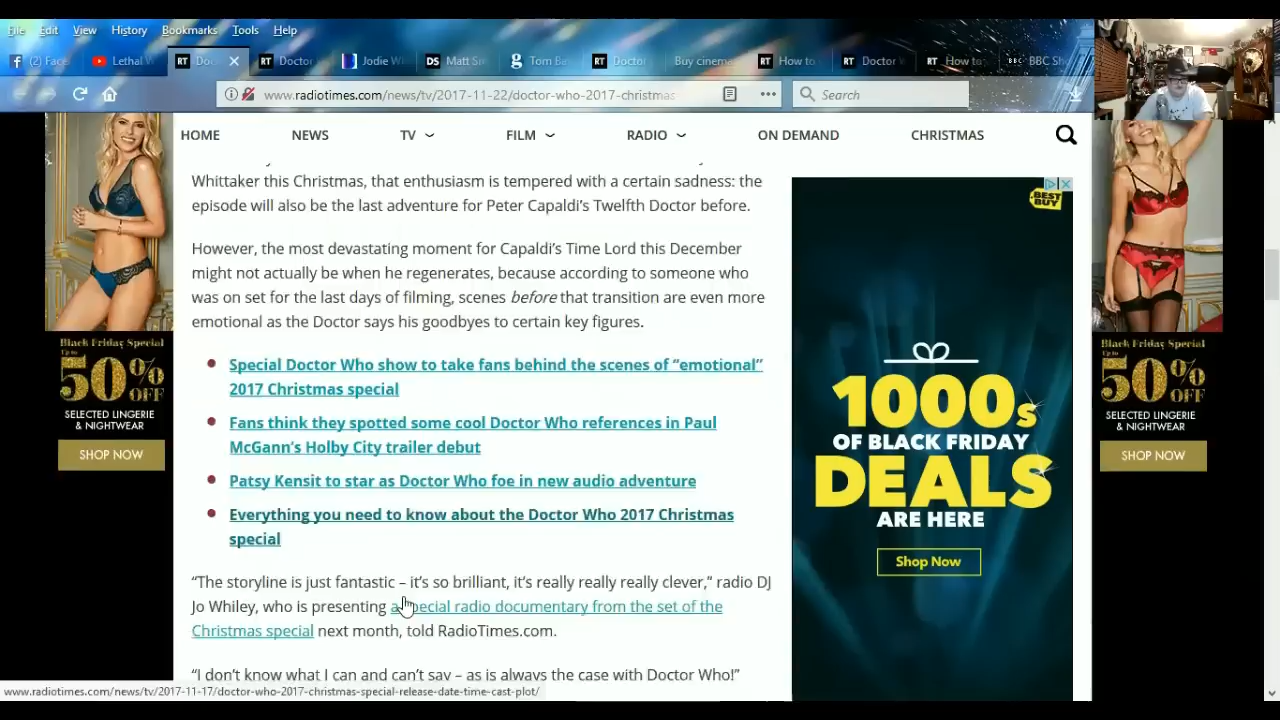 File Edit View History Bookmarks Tools Help
(2) Fac
Lethal
RT
RT Doctor
Jodie W
DS Matt S
g Tom Ba
RT Doctor
Buy cinema
RT How to
RT Doctor
RT How to
BBC BBC Sh
www.radiotimes.com/news/tv/2017-11-22/doctor-who-2017-christmas
Search
HOME NEWS TV FILM RADIO ON DEMAND CHRISTMAS
Whittaker this Christmas, that enthusiasm is tempered with a certain sadness: the
episode will also be the last adventure for Peter Capaldi’s Twelfth Doctor before.
However, the most devastating moment for Capaldi’s Time Lord this December
might not actually be when he regenerates, because according to someone who
was on set for the last days of filming, scenes before that transition are even more
emotional as the Doctor says his goodbyes to certain key figures.
Special Doctor Who show to take fans behind the scenes of “emotional”
2017 Christmas special
Fans think they spotted some cool Doctor Who references in Paul
McGann’s Holby City trailer debut
Patsy Kensit to star as Doctor Who foe in new audio adventure
Everything you need to know about the Doctor Who 2017 Christmas
special
“The storyline is just fantastic – it’s so brilliant, it’s really really really clever,” radio DJ
Jo Whiley, who is presenting a special radio documentary from the set of the
Christmas special next month, told RadioTimes.com.
“I don’t know what I can and can’t say – as is always the case with Doctor Who!”
www.radiotimes.com/news/tv/2017-11-17/doctor-who-2017-christmas-special-release-date-time-cast-plot/
Black Friday Special
Up to
50% OFF
SELECTED LINGERIE
& NIGHTWEAR
SHOP NOW
BEST BUY
1000s
OF BLACK FRIDAY
DEALS
ARE HERE
Shop Now
Black Friday Special
Up to
50% OFF
SELECTED LINGERIE
& NIGHTWEAR
SHOP NOW